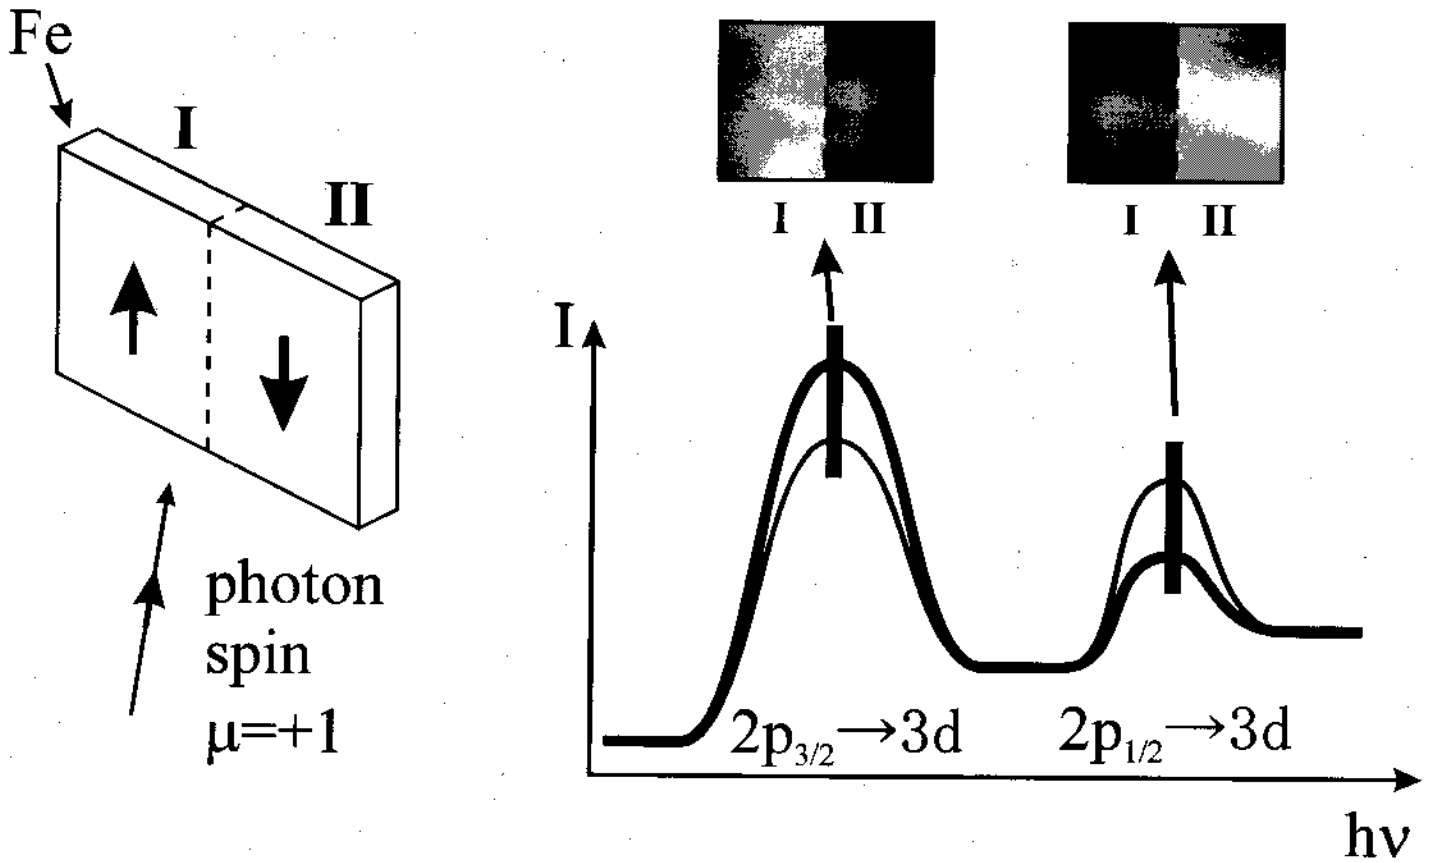 Fe
I
II
photon
spin
μ=+1
I II
I II
I
2p3/2→3d
2p1/2→3d
hν